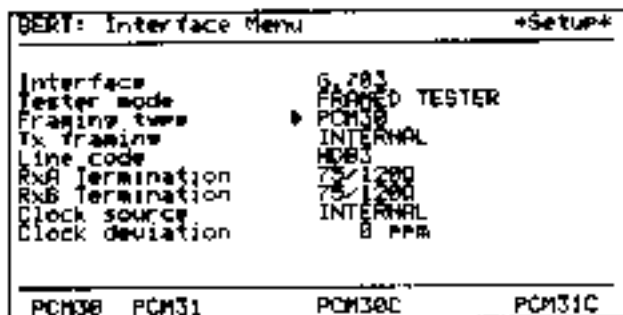 BERT: Interface Menu *Setup*
Interface G.703
Tester mode FRAMED TESTER
Framing type ▶ PCM30
Tx framing INTERNAL
Line code HDB3
RxA Termination 75/120Ω
RxB Termination 75/120Ω
Clock source INTERNAL
Clock deviation 0 ppm
PCM30 PCM31 PCM30C PCM31C